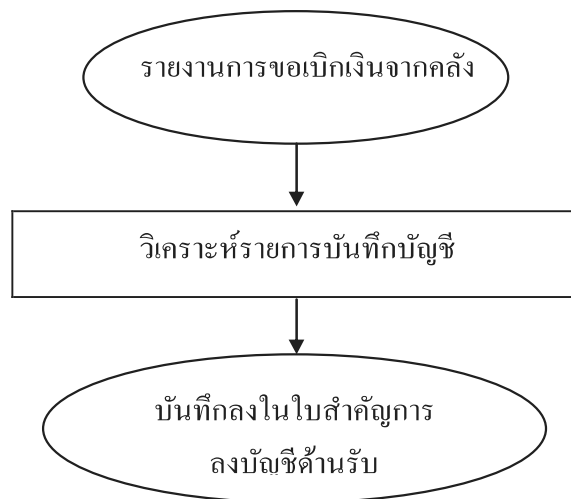 รายงานการขอเบิกเงินจากคลัง
วิเคราะห์รายการบันทึกบัญชี
บันทึกลงในใบสำคัญการ
ลงบัญชีด้านรับ